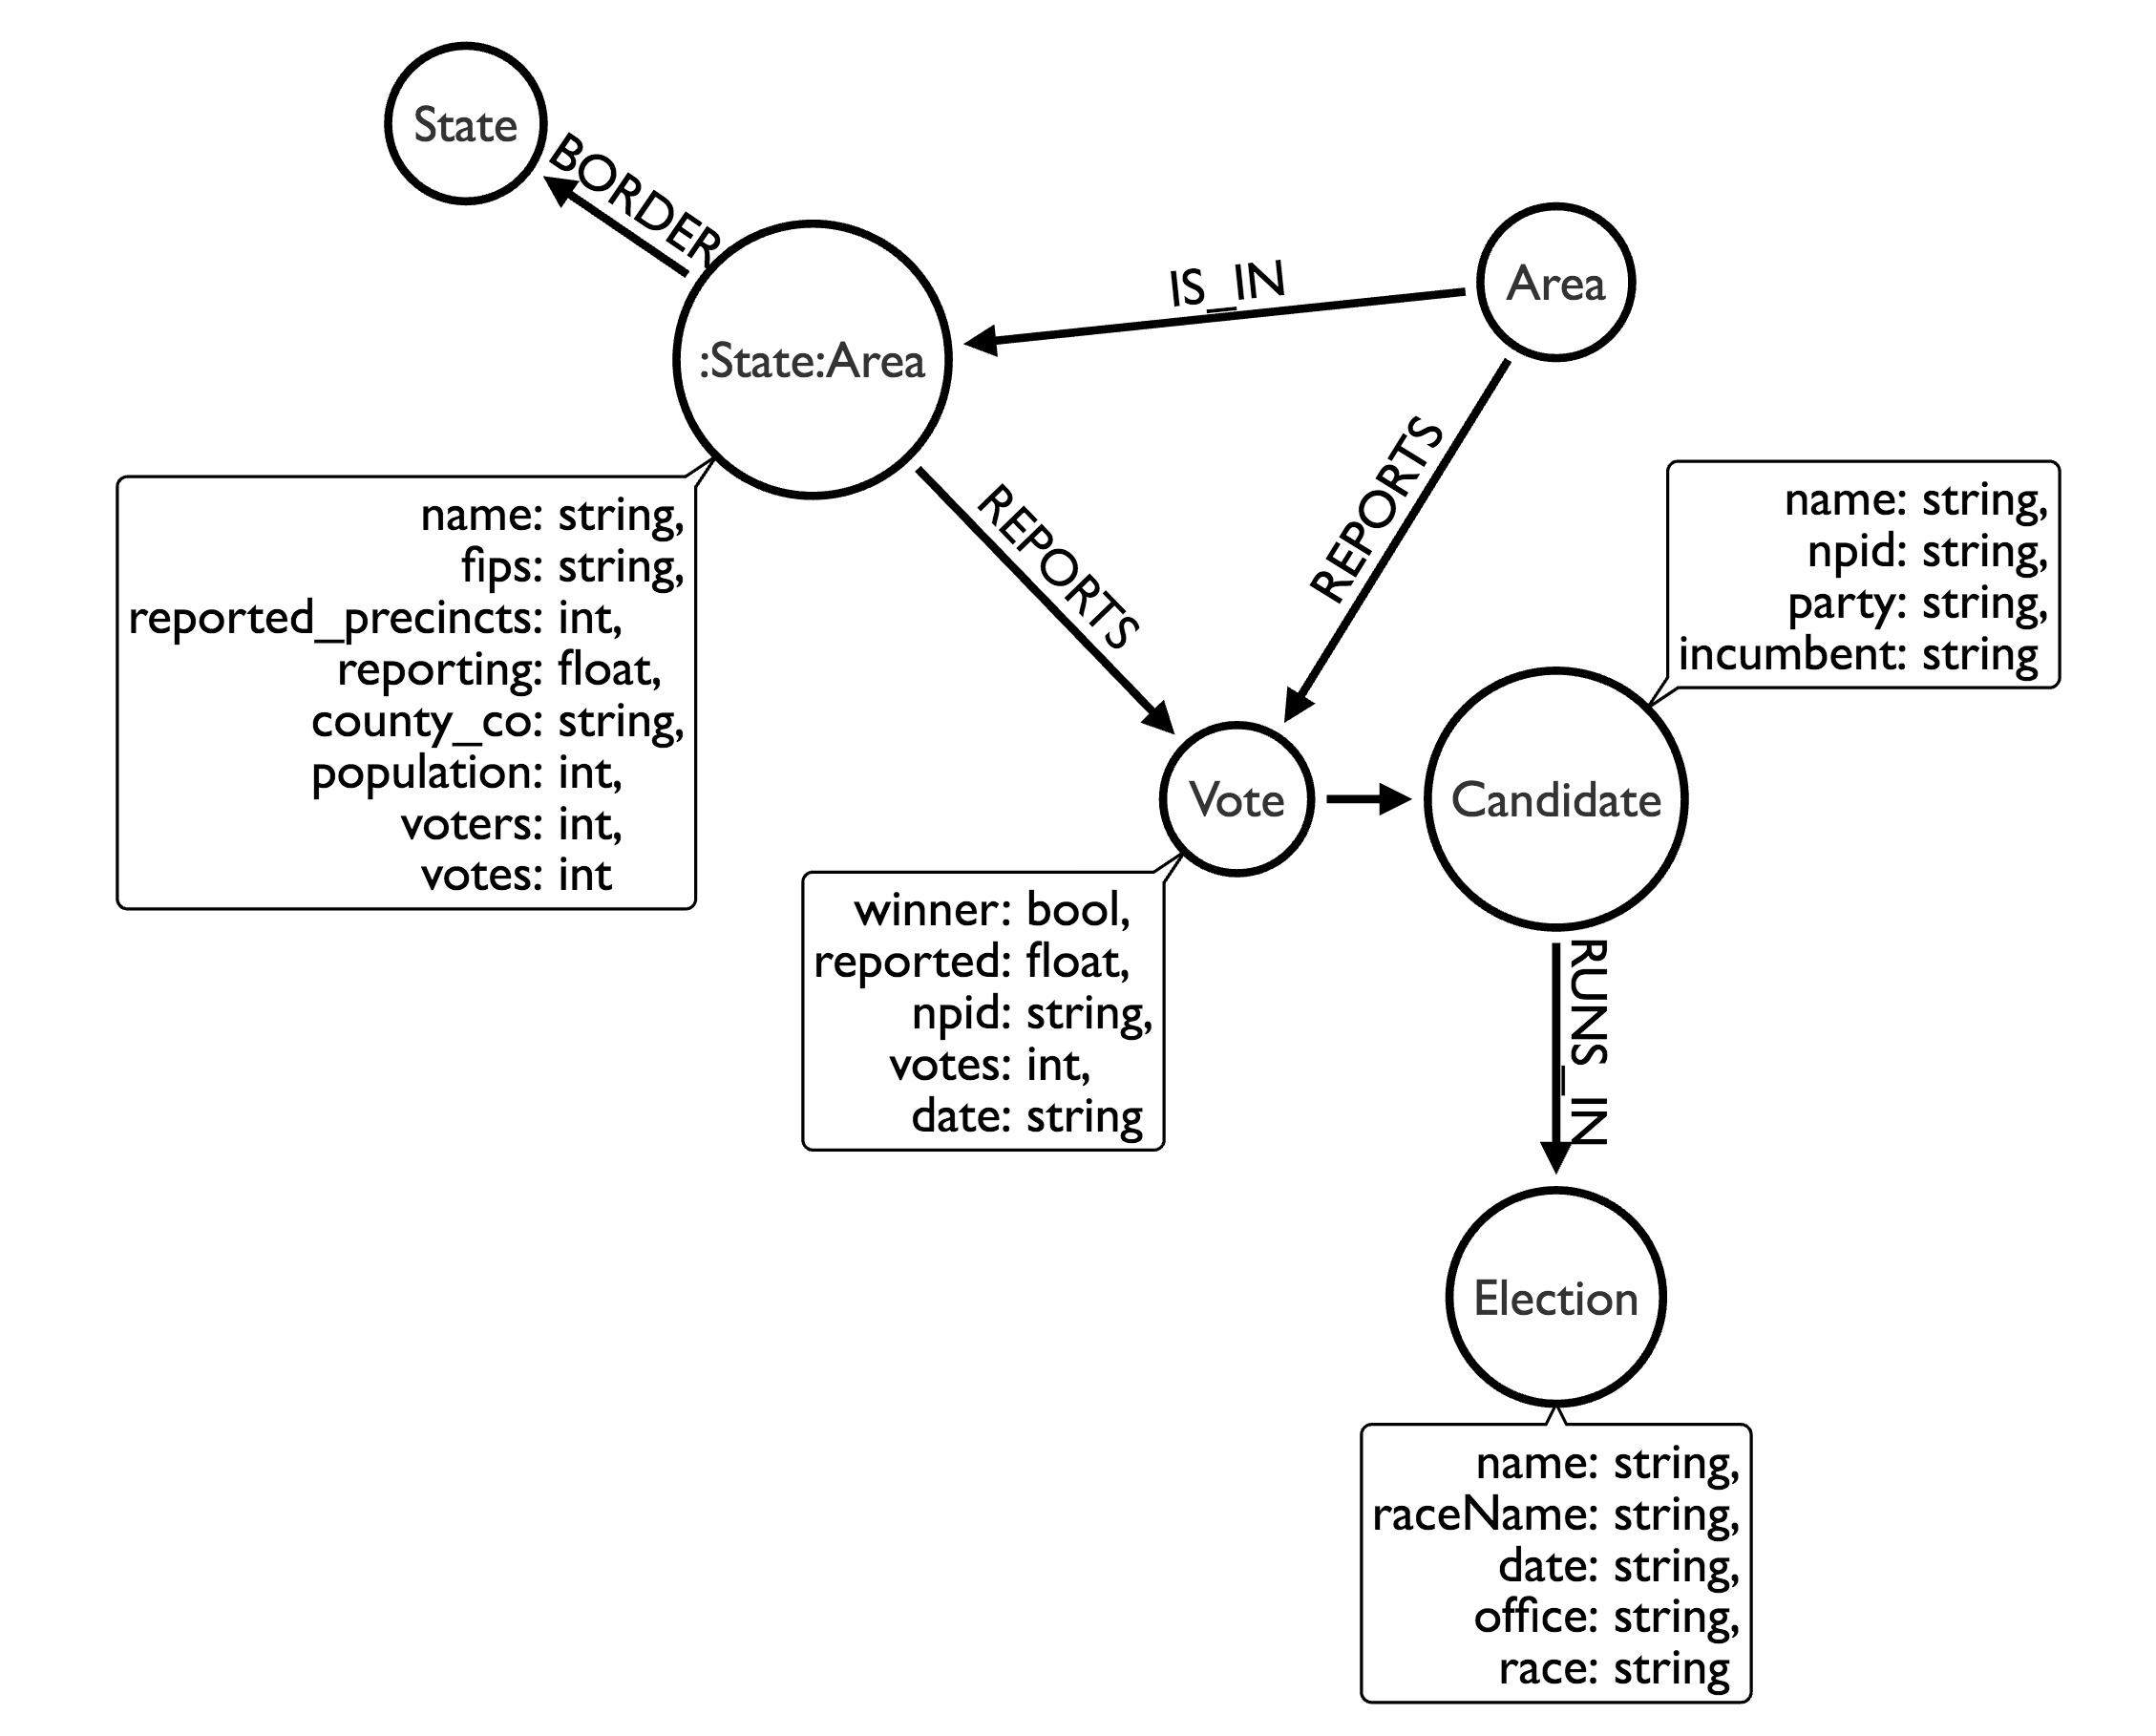 State
BORDER
:State:Area
IS_IN
Area
REPORTS
REPORTS
name: string,
fips: string,
reported_precincts: int,
reporting: float,
county_co: string,
population: int,
voters: int,
votes: int
name: string,
npid: string,
party: string,
incumbent: string
Vote
Candidate
winner: bool,
reported: float,
npid: string,
votes: int,
date: string
RUNS_IN
Election
name: string,
raceName: string,
date: string,
office: string,
race: string